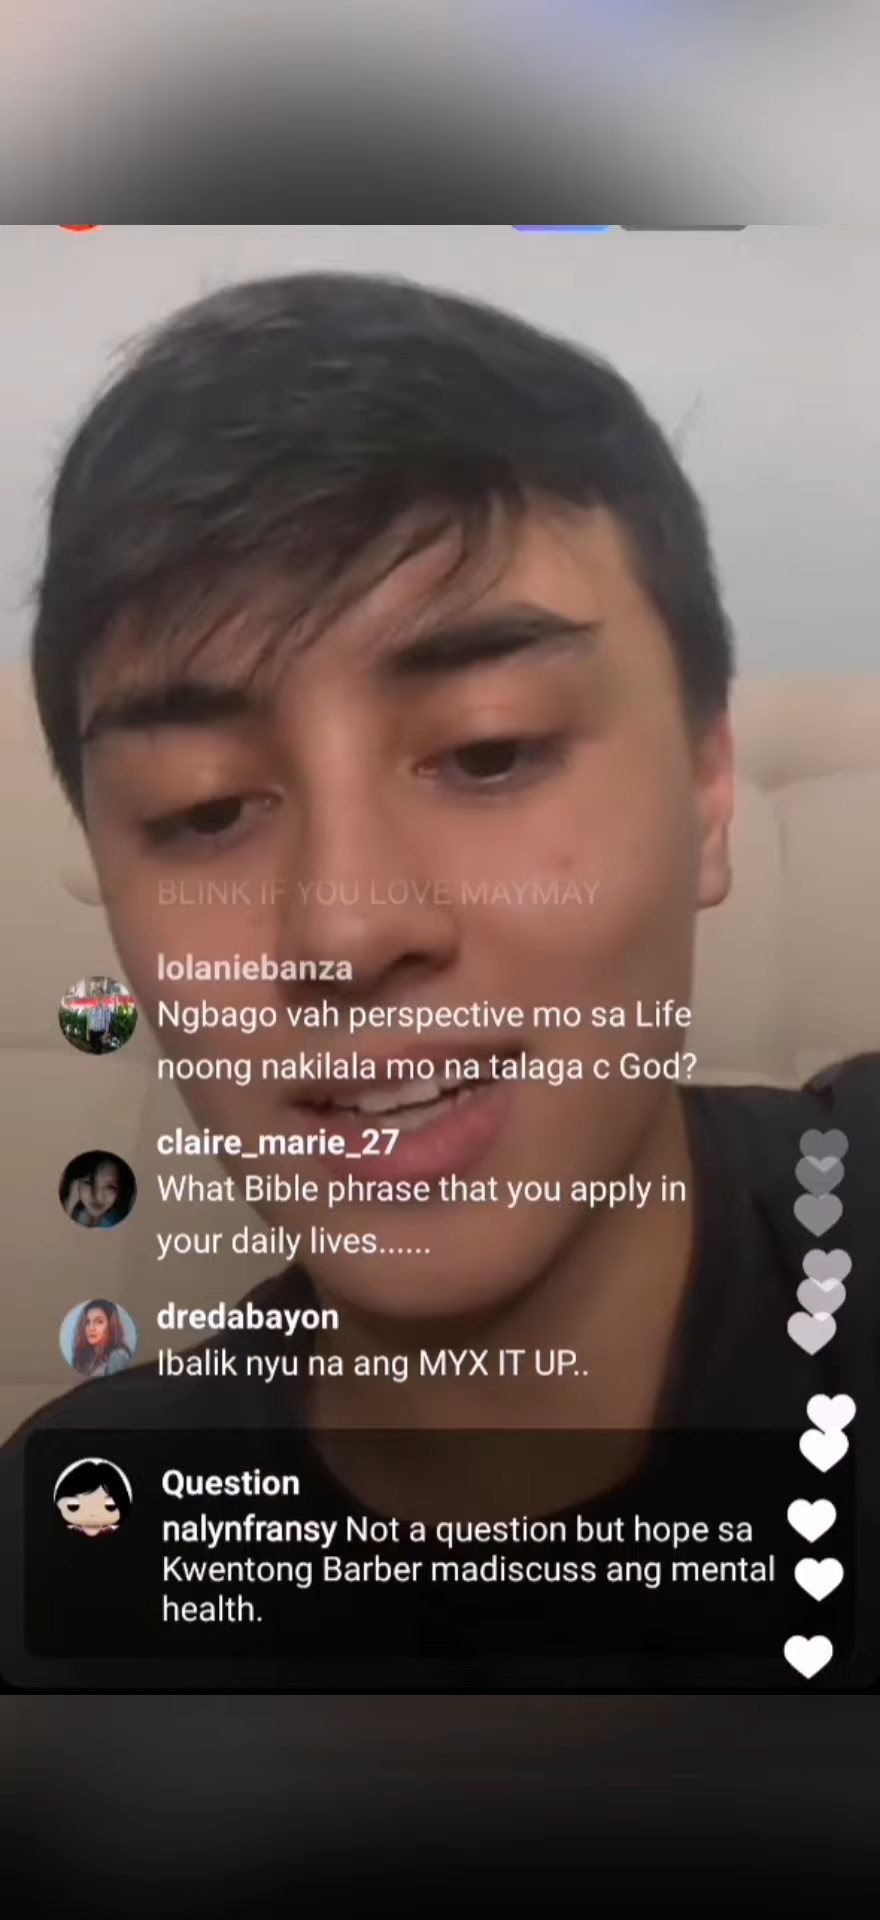 BLINK IF YOU LOVE MAYMAY
lolaniebanza
Ngbago vah perspective mo sa Life
noong nakilala mo na talaga c God?
claire_marie_27
What Bible phrase that you apply in
your daily lives......
dredabayon
Ibalik nyu na ang MYX IT UP..
Question
nalynfransy Not a question but hope sa
Kwentong Barber madiscuss ang mental
health.